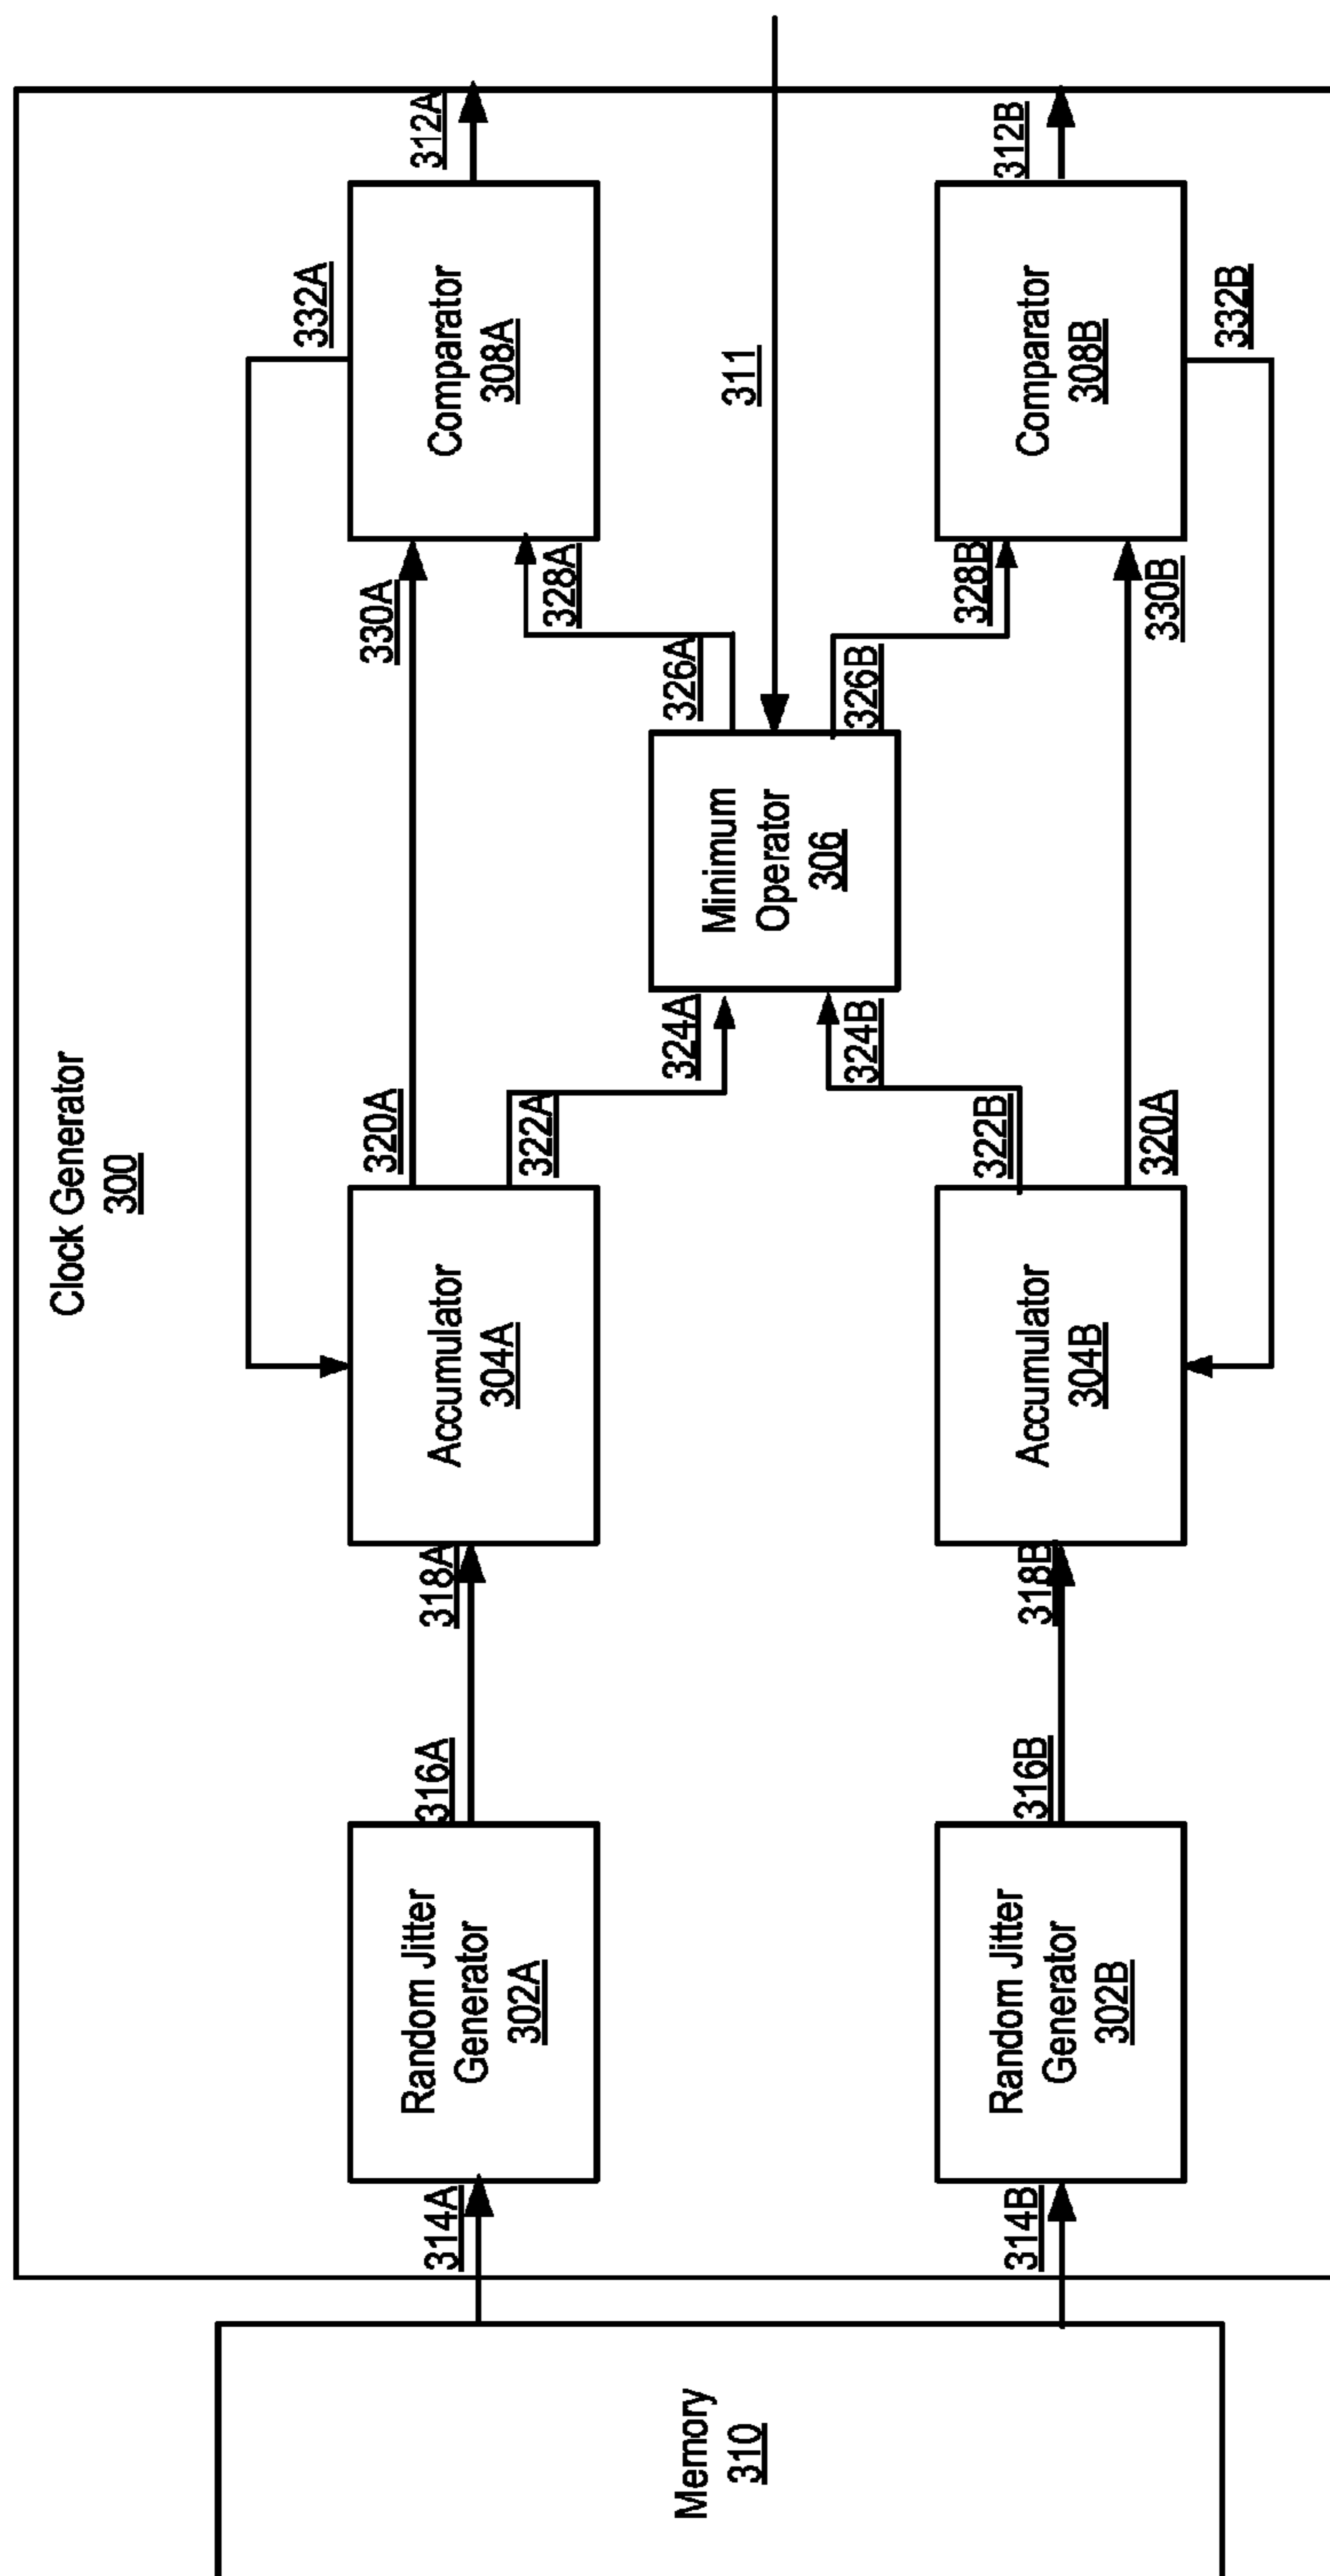 Clock Generator
300
332A
312A
320A
330A
Random Jitter
Generator
302A
314A
316A
318A
Accumulator
304A
Comparator
308A
322A
324A
326A
328A
Memory
310
Minimum
Operator
306
311
324B
326B
322B
328B
314B
316B
318B
312B
Random Jitter
Generator
302B
Accumulator
304B
Comparator
308B
320A
330B
332B